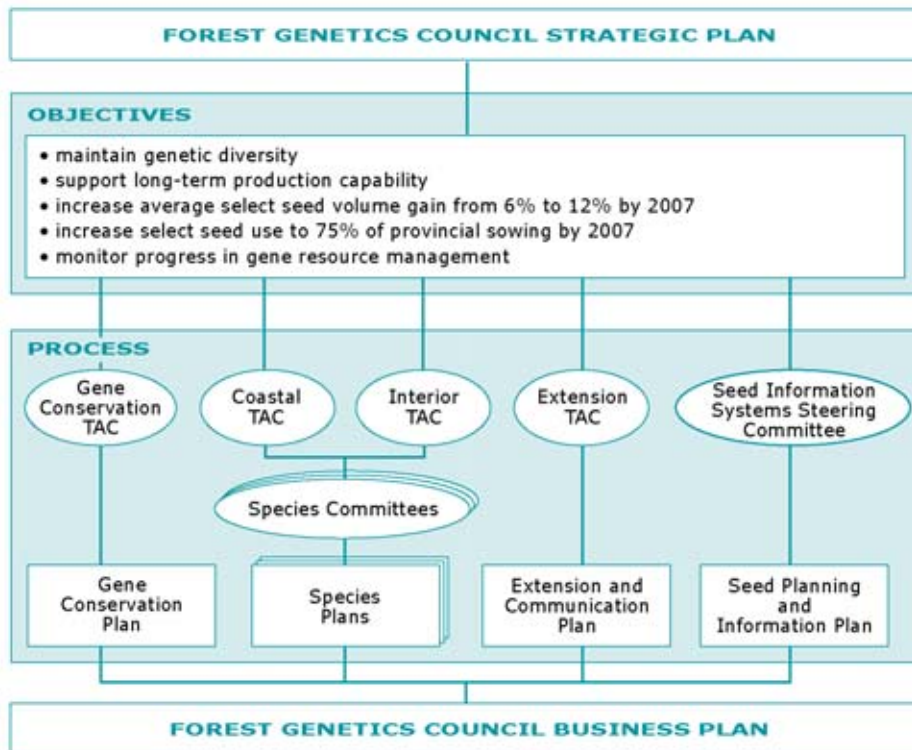 FOREST GENETICS COUNCIL STRATEGIC PLAN
OBJECTIVES
• maintain genetic diversity
• support long-term production capability
• increase average select seed volume gain from 6% to 12% by 2007
• increase select seed use to 75% of provincial sowing by 2007
• monitor progress in gene resource management
PROCESS
Gene
Conservation
TAC
Coastal
TAC
Interior
TAC
Extension
TAC
Seed Information
Systems Steering
Committee
Species Committees
Gene
Conservation
Plan
Species
Plans
Extension and
Communication
Plan
Seed Planning
and
Information Plan
FOREST GENETICS COUNCIL BUSINESS PLAN